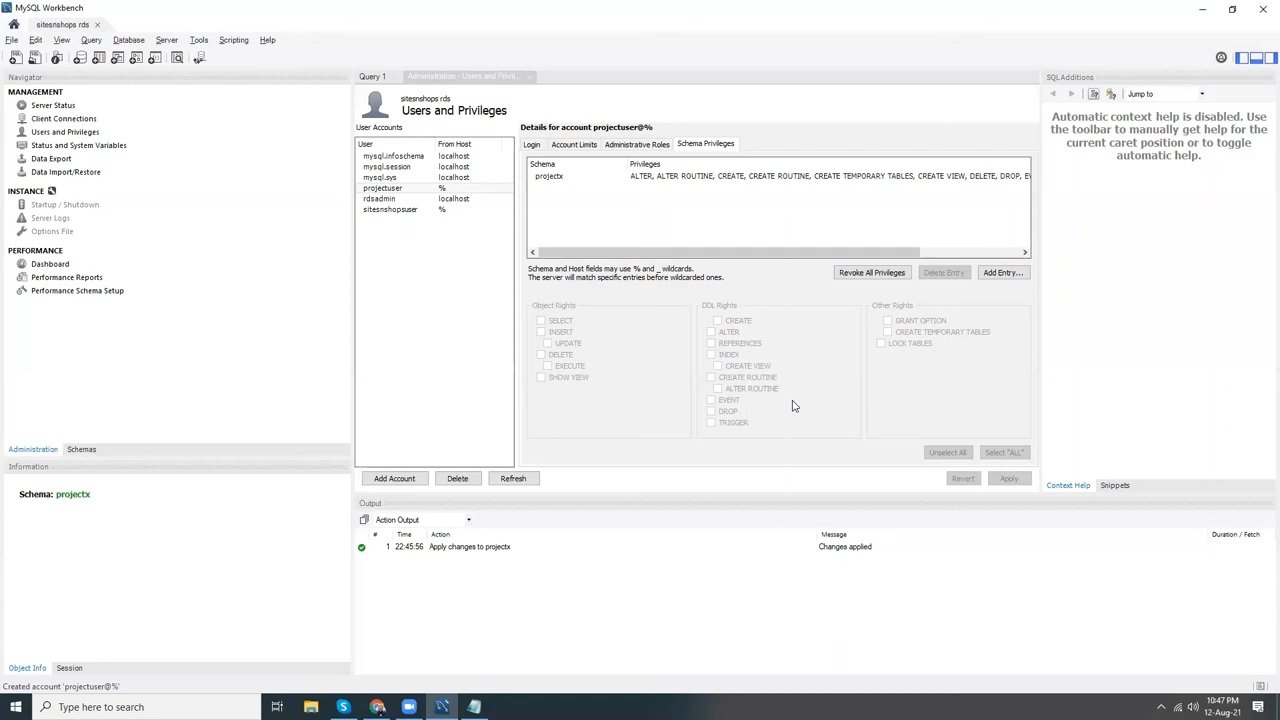 MySQL Workbench
sitesnshops rds
File Edit View Query Database Server Tools Scripting Help
Navigator
MANAGEMENT
Server Status
Client Connections
Users and Privileges
Status and System Variables
Data Export
Data Import/Restore
INSTANCE
Startup / Shutdown
Server Logs
Options File
PERFORMANCE
Dashboard
Performance Reports
Performance Schema Setup
Administration Schemas
Information
Schema: projectx
Object Info Session
Created account 'projectuser@%'
Query 1 Administration - Users and Privil...
sitesnshops rds
Users and Privileges
User Accounts
User From Host
mysql.infoschema localhost
mysql.session localhost
mysql.sys localhost
projectuser %
rdsadmin localhost
sitesnshopsuser %
Add Account Delete Refresh
Details for account projectuser@%
Login Account Limits Administrative Roles Schema Privileges
Schema Privileges
projectx ALTER, ALTER ROUTINE, CREATE, CREATE ROUTINE, CREATE TEMPORARY TABLES, CREATE VIEW, DELETE, DROP, EV
Schema and Host fields may use % and _ wildcards.
The server will match specific entries before wildcarded ones.
Revoke All Privileges Delete Entry Add Entry...
Object Rights
SELECT
INSERT
UPDATE
DELETE
EXECUTE
SHOW VIEW
DDL Rights
CREATE
ALTER
REFERENCES
INDEX
CREATE VIEW
CREATE ROUTINE
ALTER ROUTINE
EVENT
DROP
TRIGGER
Other Rights
GRANT OPTION
CREATE TEMPORARY TABLES
LOCK TABLES
Unselect All Select "ALL"
Revert Apply
Output
Action Output
# Time Action Message Duration / Fetch
1 22:45:56 Apply changes to projectx Changes applied
SQLAdditions
Jump to
Automatic context help is disabled. Use
the toolbar to manually get help for the
current caret position or to toggle
automatic help.
Context Help Snippets
Type here to search
10:47 PM
12-Aug-21